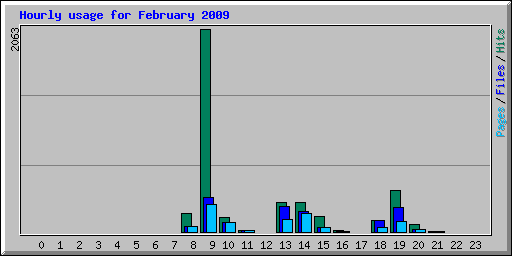 Hourly usage for February 2009
2063
Pages/Files/Hits
0 1 2 3 4 5 6 7 8 9 10 11 12 13 14 15 16 17 18 19 20 21 22 23